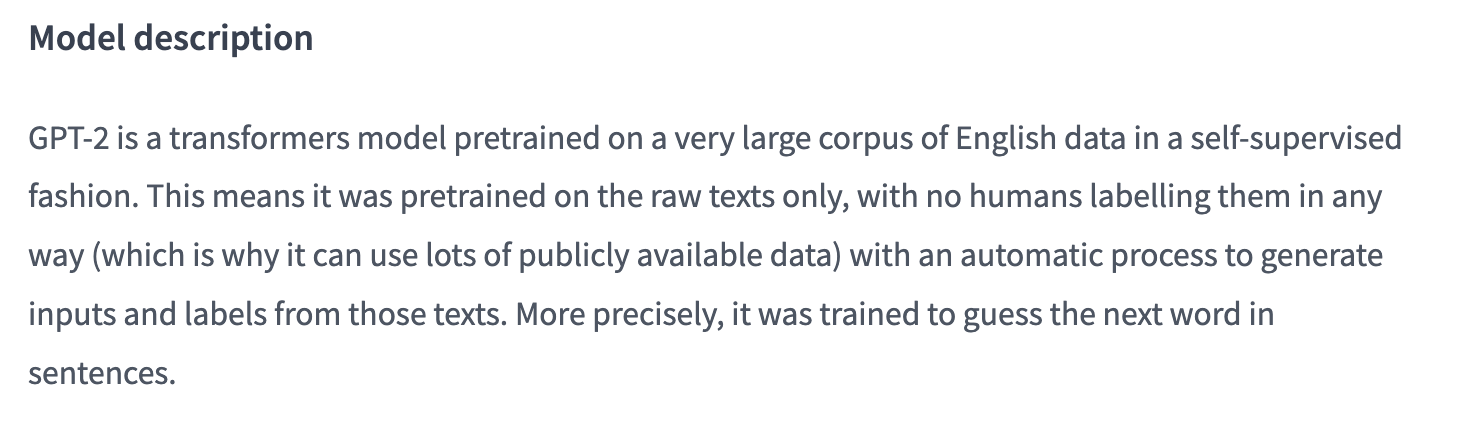 Model description
GPT-2 is a transformers model pretrained on a very large corpus of English data in a self-supervised
fashion. This means it was pretrained on the raw texts only, with no humans labelling them in any
way (which is why it can use lots of publicly available data) with an automatic process to generate
inputs and labels from those texts. More precisely, it was trained to guess the next word in
sentences.